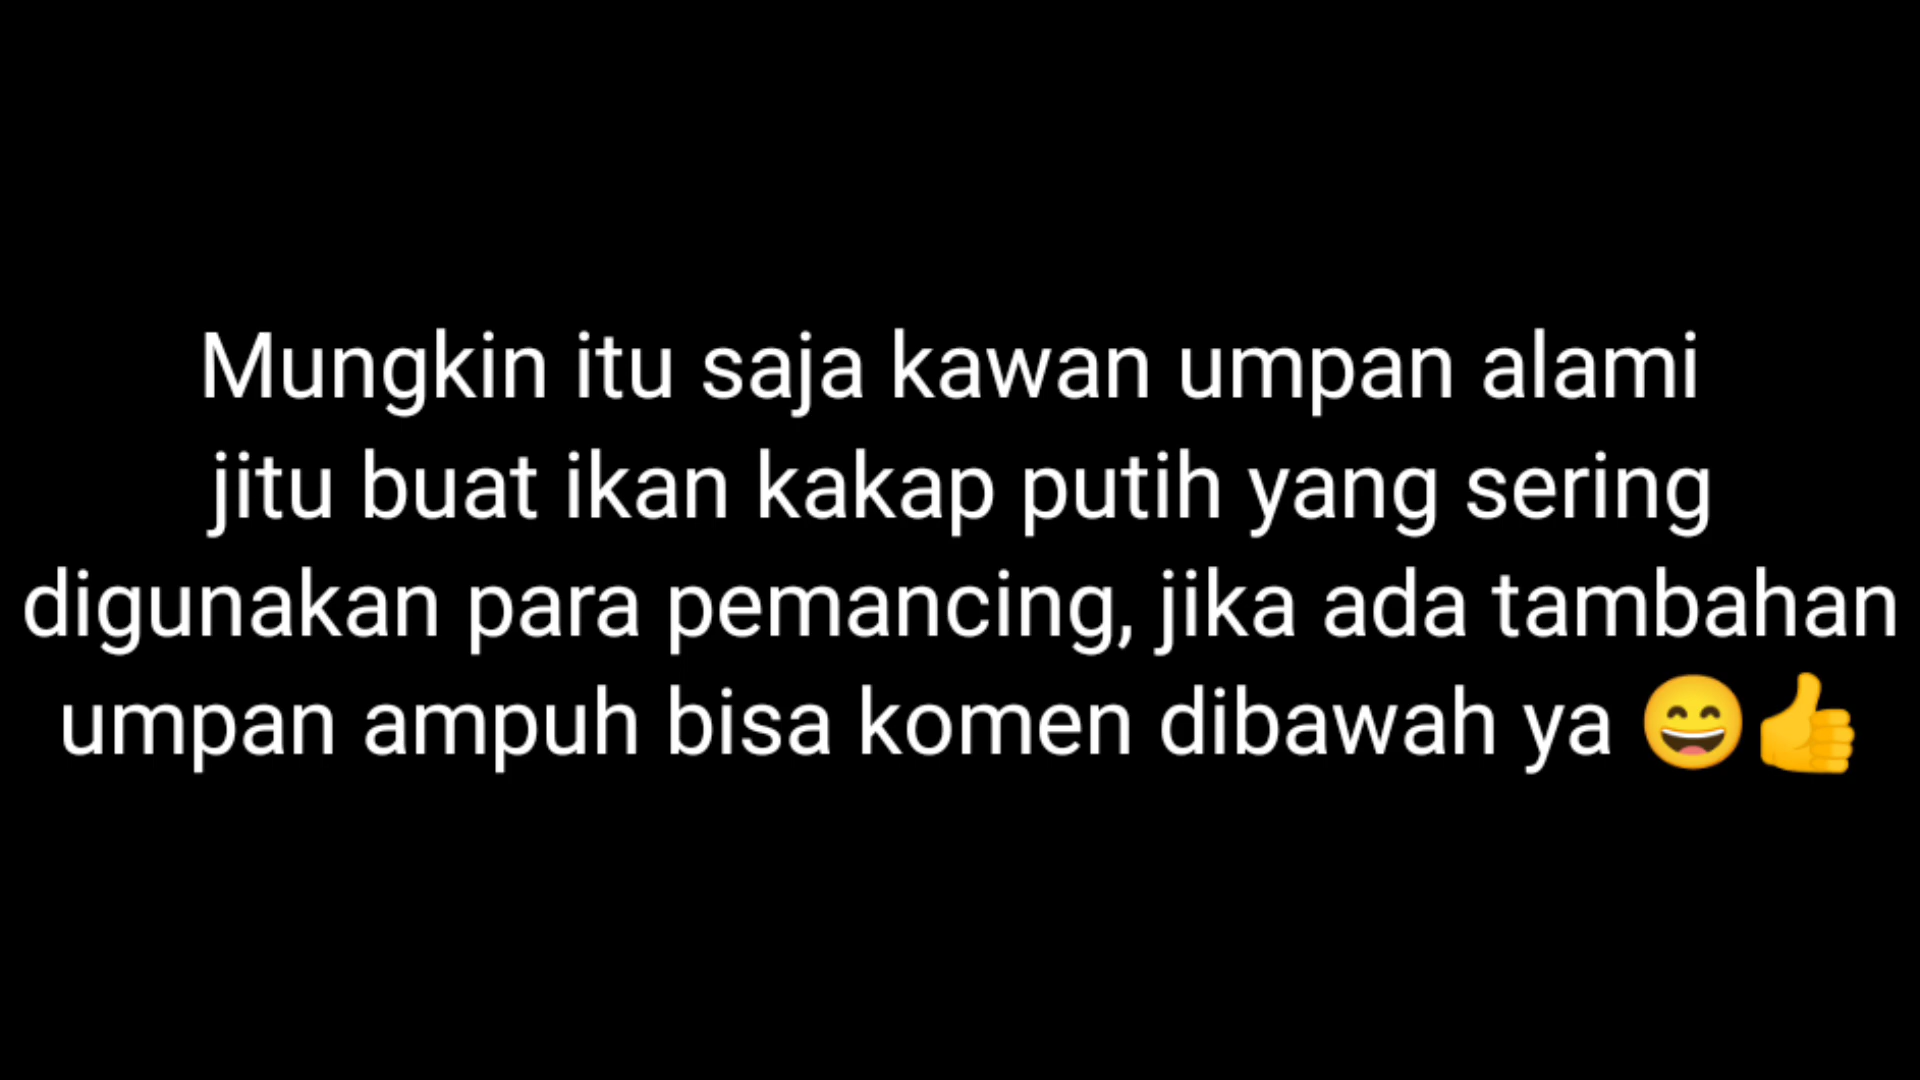 Mungkin itu saja kawan umpan alami
jitu buat ikan kakap putih yang sering
digunakan para pemancing, jika ada tambahan
umpan ampuh bisa komen dibawah ya 😄👍